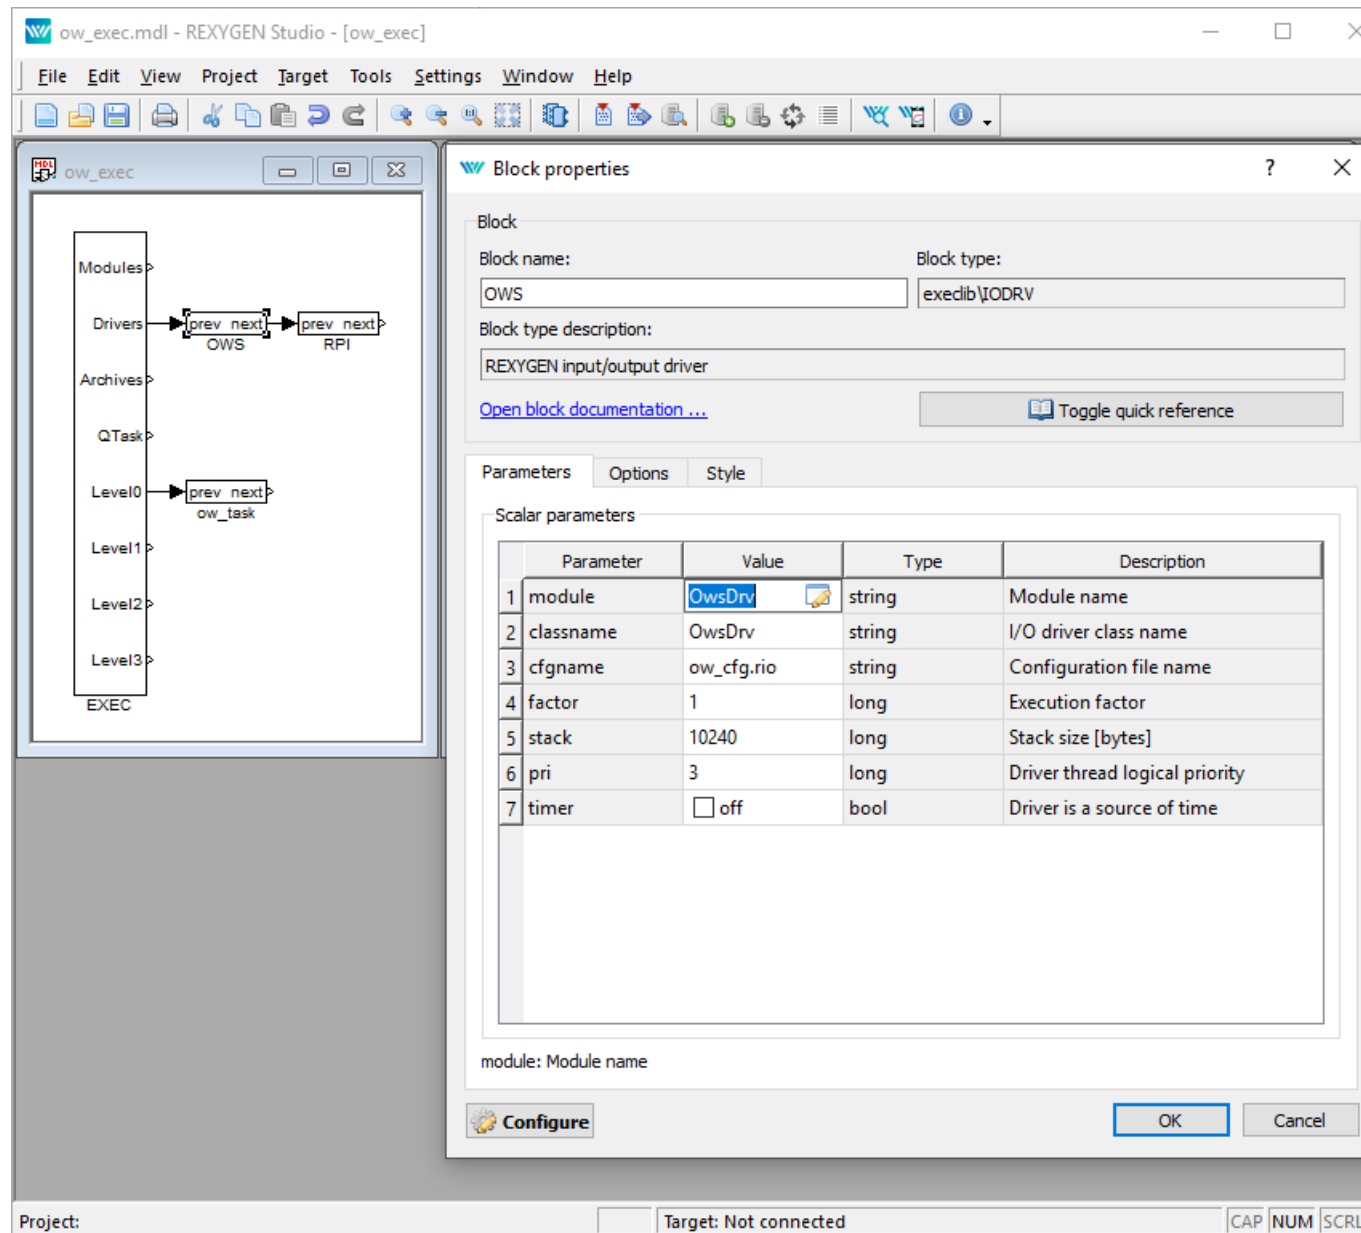 ow_exec.mdl - REXYGEN Studio - [ow_exec]
File Edit View Project Target Tools Settings Window Help
MDL ow_exec
Modules
Drivers prev next prev next
OWS RPI
Archives
QTask
Level0 prev next
ow_task
Level1
Level2
Level3
EXEC
Block properties ?
Block
Block name: Block type:
OWS execlib\IODRV
Block type description:
REXYGEN input/output driver
Open block documentation ... Toggle quick reference
Parameters Options Style
Scalar parameters
Parameter Value Type Description
1 module OwsDrv string Module name
2 classname OwsDrv string I/O driver class name
3 cfgname ow_cfg.rio string Configuration file name
4 factor 1 long Execution factor
5 stack 10240 long Stack size [bytes]
6 pri 3 long Driver thread logical priority
7 timer off bool Driver is a source of time
module: Module name
Configure OK Cancel
Project: Target: Not connected CAP NUM SCRL